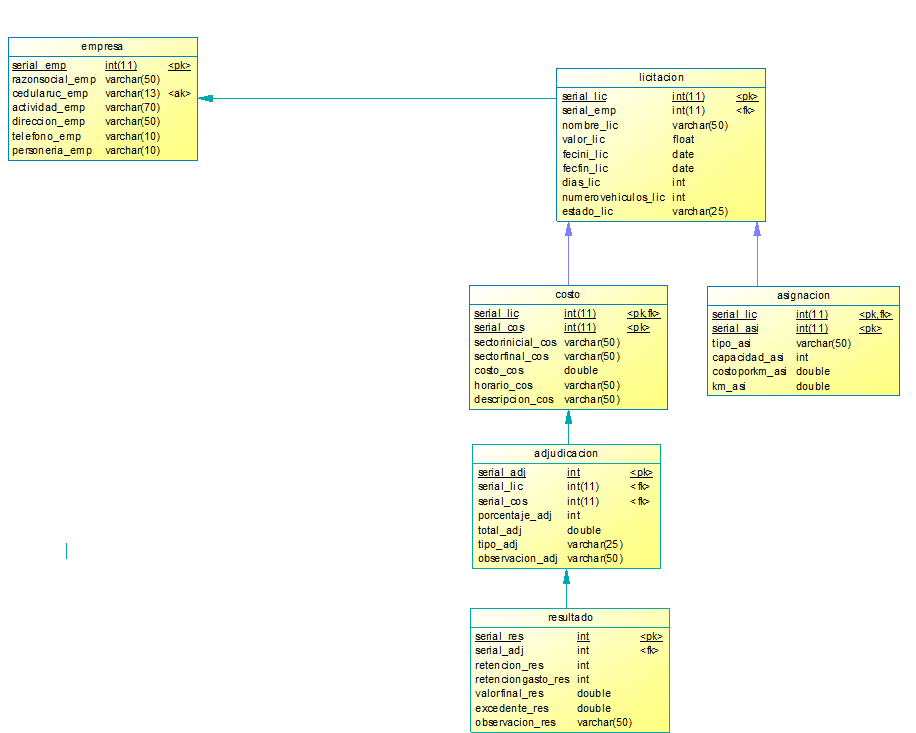 empresa
serial_emp int(11) <pk>
razonsocial_emp varchar(50)
cedularuc_emp varchar(13) <ak>
actividad_emp varchar(70)
direccion_emp varchar(50)
telefono_emp varchar(10)
personeria_emp varchar(10)
licitacion
serial_lic int(11) <pk>
serial_emp int(11) <fk>
nombre_lic varchar(50)
valor_lic float
fecini_lic date
fecfin_lic date
dias_lic int
numerovehiculos_lic int
estado_lic varchar(25)
costo
serial_lic int(11) <pk,fk>
serial_cos int(11) <pk>
sectorinicial_cos varchar(50)
sectorfinal_cos varchar(50)
costo_cos double
horario_cos varchar(50)
descripcion_cos varchar(50)
asignacion
serial_lic int(11) <pk,fk>
serial_asi int(11) <pk>
tipo_asi varchar(50)
capacidad_asi int
costoporkm_asi double
km_asi double
adjudicacion
serial_adj int <pk>
serial_lic int(11) <fk>
serial_cos int(11) <fk>
porcentaje_adj int
total_adj double
tipo_adj varchar(25)
observacion_adj varchar(50)
resultado
serial_res int <pk>
serial_adj int <fk>
retencion_res int
retenciongasto_res int
valorfinal_res double
excedente_res double
observacion_res varchar(50)